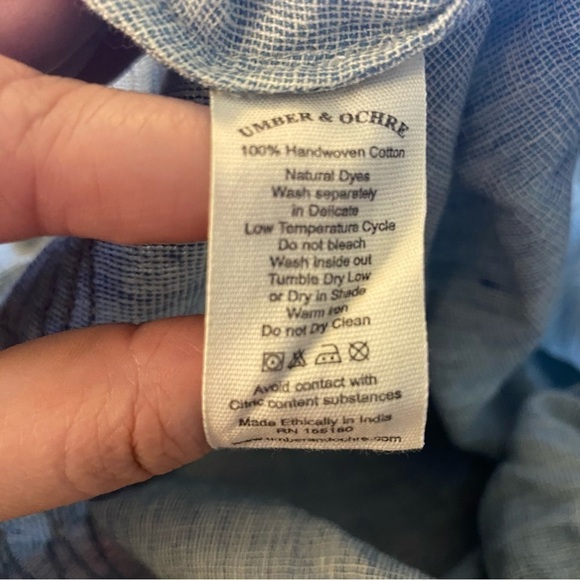 UMBER & OCHRE
100% Handwoven Cotton
Natural Dyes
Wash separately
in Delicate
Low Temperature Cycle
Do not bleach
Wash inside out
Tumble Dry Low
or Dry in Shade
Warm iron
Do not Dry Clean
Avoid contact with
Citric content substances
Made Ethically in India
RN 155180
www.umberandochre.com